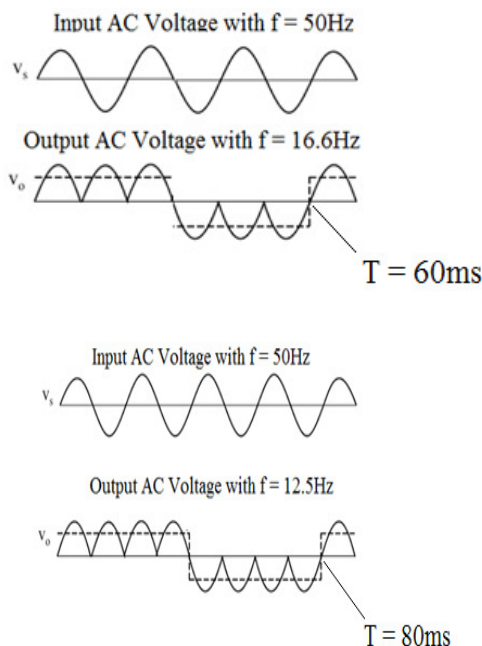 Input AC Voltage with f = 50Hz
Vs
Output AC Voltage with f = 16.6Hz
Vo
T = 60ms
Input AC Voltage with f = 50Hz
Vs
Output AC Voltage with f = 12.5Hz
Vo
T = 80ms